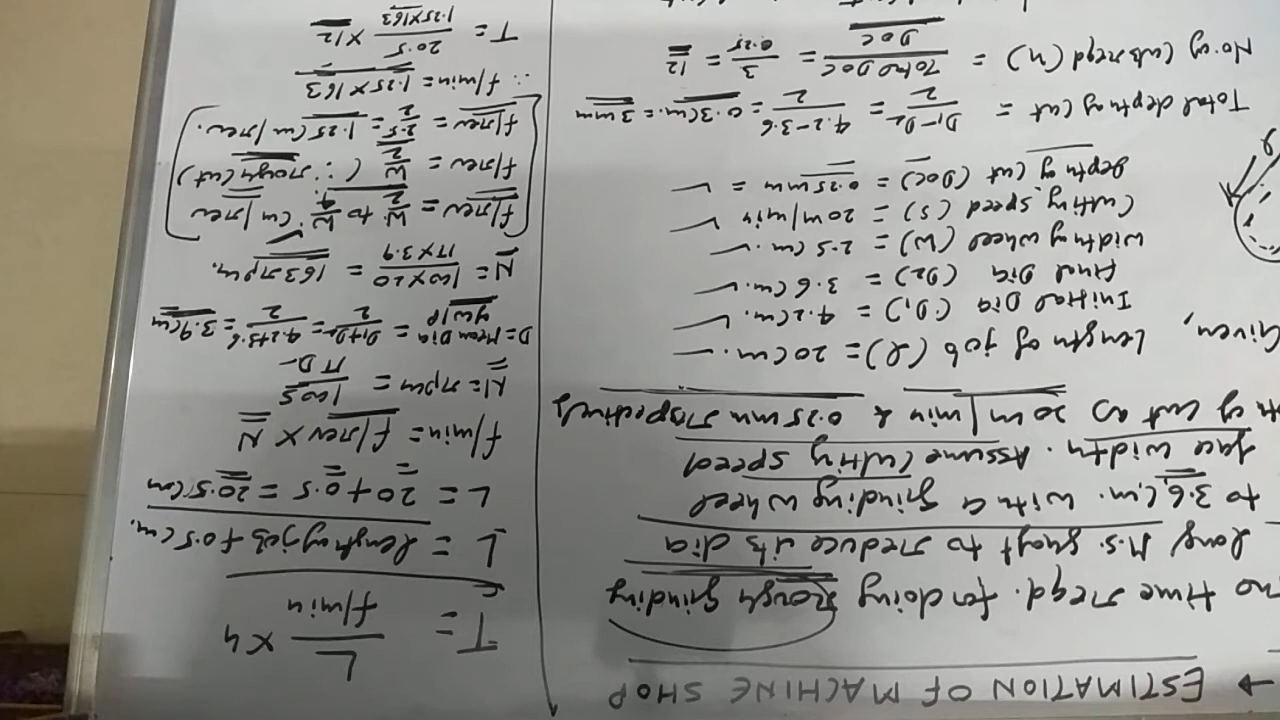 → ESTIMATION OF MACHINE SHOP
time reqd. for doing rough grinding
long M.S. shaft to reduce its dia
to 3.6 cm. with a grinding wheel
face width. Assume cutting speed
of cut as 20 m/min & 0.25 mm respectively
Given,
Length of job (l) = 20 cm.
Initial Dia (D₁) = 4.2 cm.
final Dia (D₂) = 3.6 cm.
width of wheel (W) = 2.5 cm.
Cutting speed (S) = 20 m/min
Depth of cut (DOC) = 0.25 mm =
Total depth of cut = D₁-D₂/2 = 4.2-3.6/2 = 0.3 cm = 3 mm
No. of cuts reqd (n) = Total DOC/DOC = 3/0.25 = 12
T = L/f/min × n
L = length of job + 0.5 cm.
L = 20 + 0.5 = 20.5 cm
f/min = f/rev × N
N = rpm = 100S/πD
D = Mean Dia = D₁+D₂/2 = 4.2+3.6/2 = 3.9 cm
N = 100×20/π×3.9 = 163 rpm.
f/rev = W/2 to W/4 cm/rev
f/rev = W/2 (∵ rough cut)
f/rev = 2.5/2 = 1.25 cm/rev.
∴ f/min = 1.25 × 163
T = 20.5/1.25×163 × 12